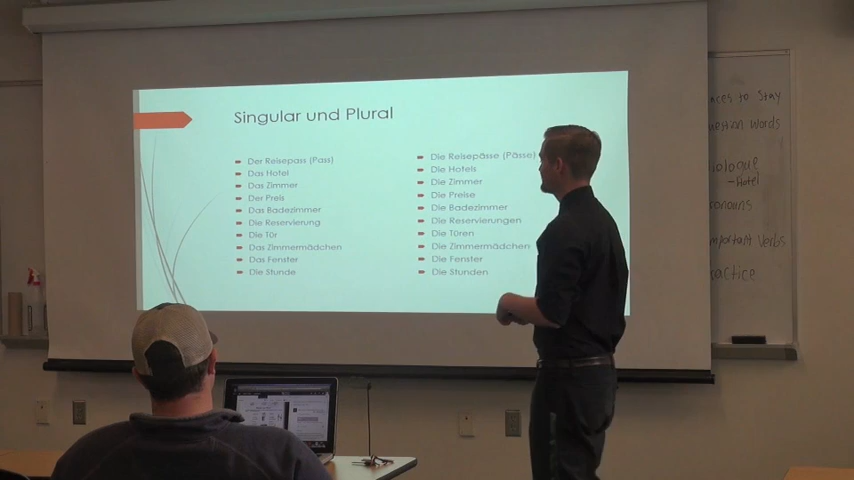 Singular und Plural
Der Reisepass (Pass)
Das Hotel
Das Zimmer
Der Preis
Das Badezimmer
Die Reservierung
Die Tür
Das Zimmermädchen
Das Fenster
Die Stunde
Die Reisepässe (Pässe)
Die Hotels
Die Zimmer
Die Preise
Die Badezimmer
Die Reservierungen
Die Türen
Die Zimmermädchen
Die Fenster
Die Stunden
to Stay
Words
-Hotel
Verbs